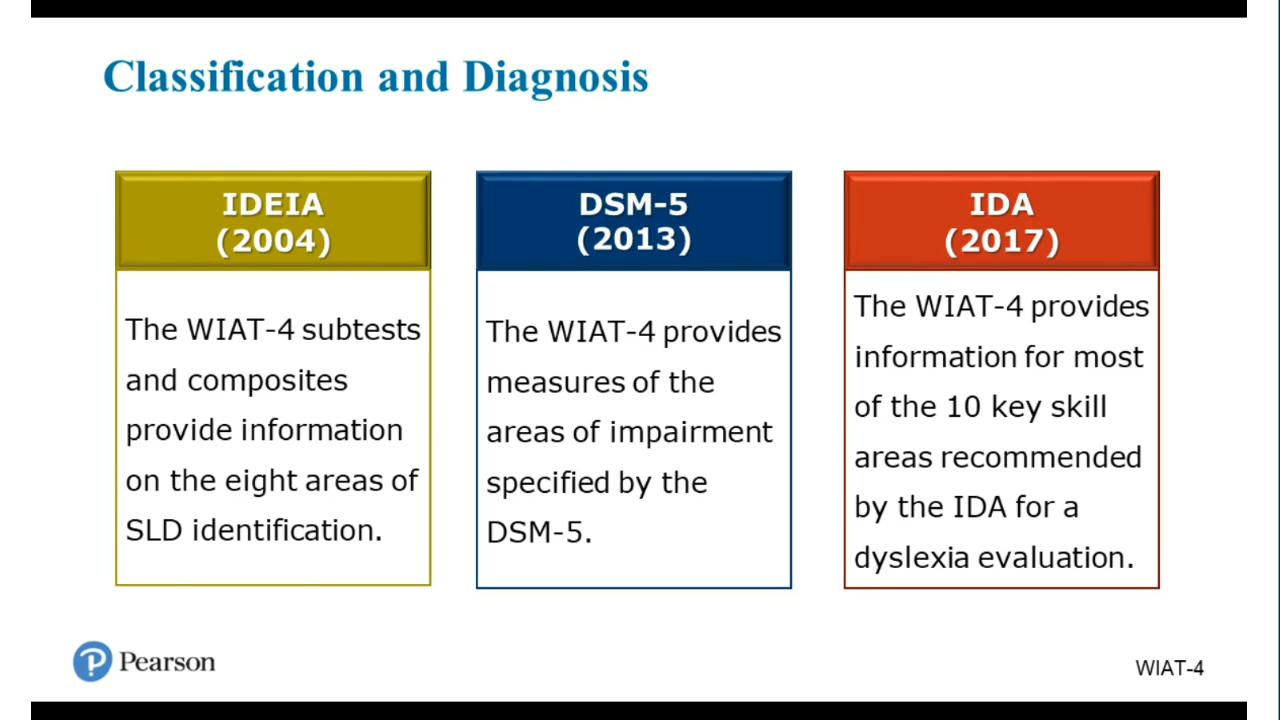 Classification and Diagnosis
IDEIA
(2004)
The WIAT-4 subtests
and composites
provide information
on the eight areas of
SLD identification.
DSM-5
(2013)
The WIAT-4 provides
measures of the
areas of impairment
specified by the
DSM-5.
IDA
(2017)
The WIAT-4 provides
information for most
of the 10 key skill
areas recommended
by the IDA for a
dyslexia evaluation.
Pearson
WIAT-4